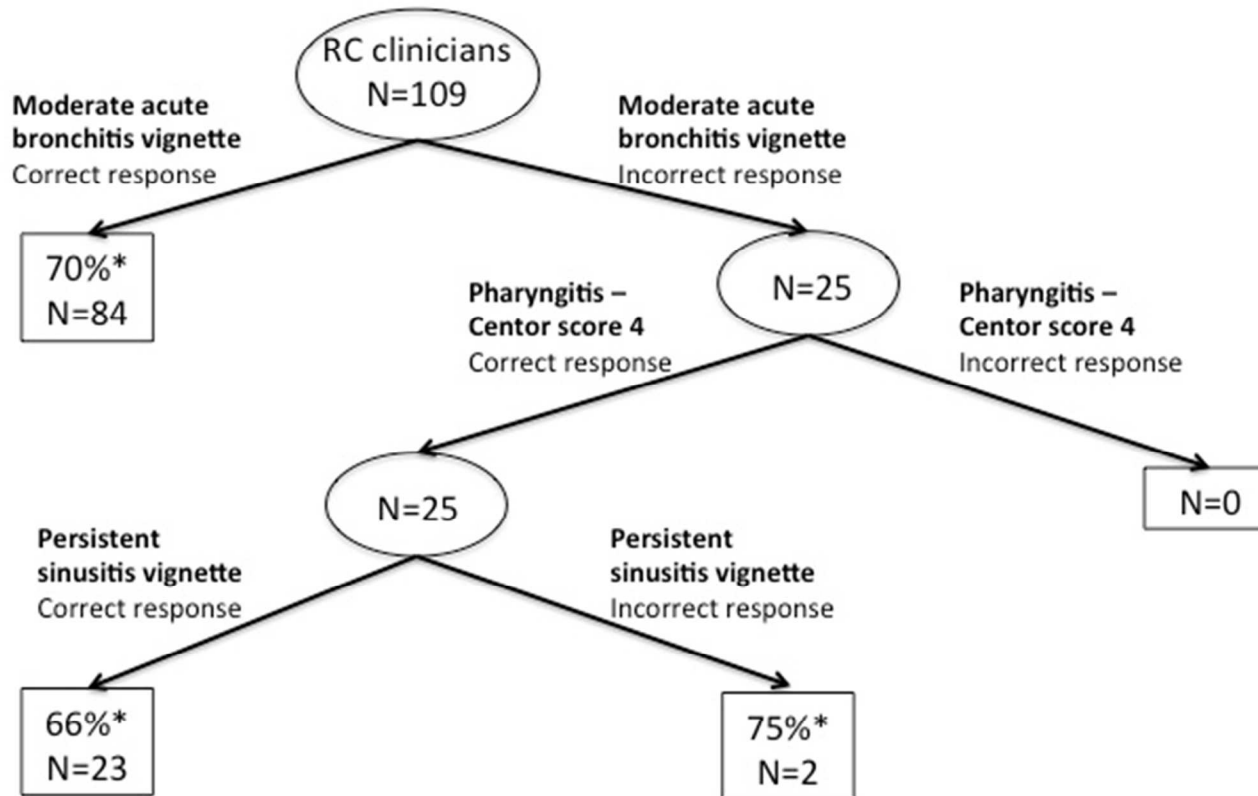 RC clinicians
N=109
Moderate acute
bronchitis vignette
Correct response
Moderate acute
bronchitis vignette
Incorrect response
70%*
N=84
N=25
Pharyngitis –
Centor score 4
Correct response
Pharyngitis –
Centor score 4
Incorrect response
N=25
N=0
Persistent
sinusitis vignette
Correct response
Persistent
sinusitis vignette
Incorrect response
66%*
N=23
75%*
N=2